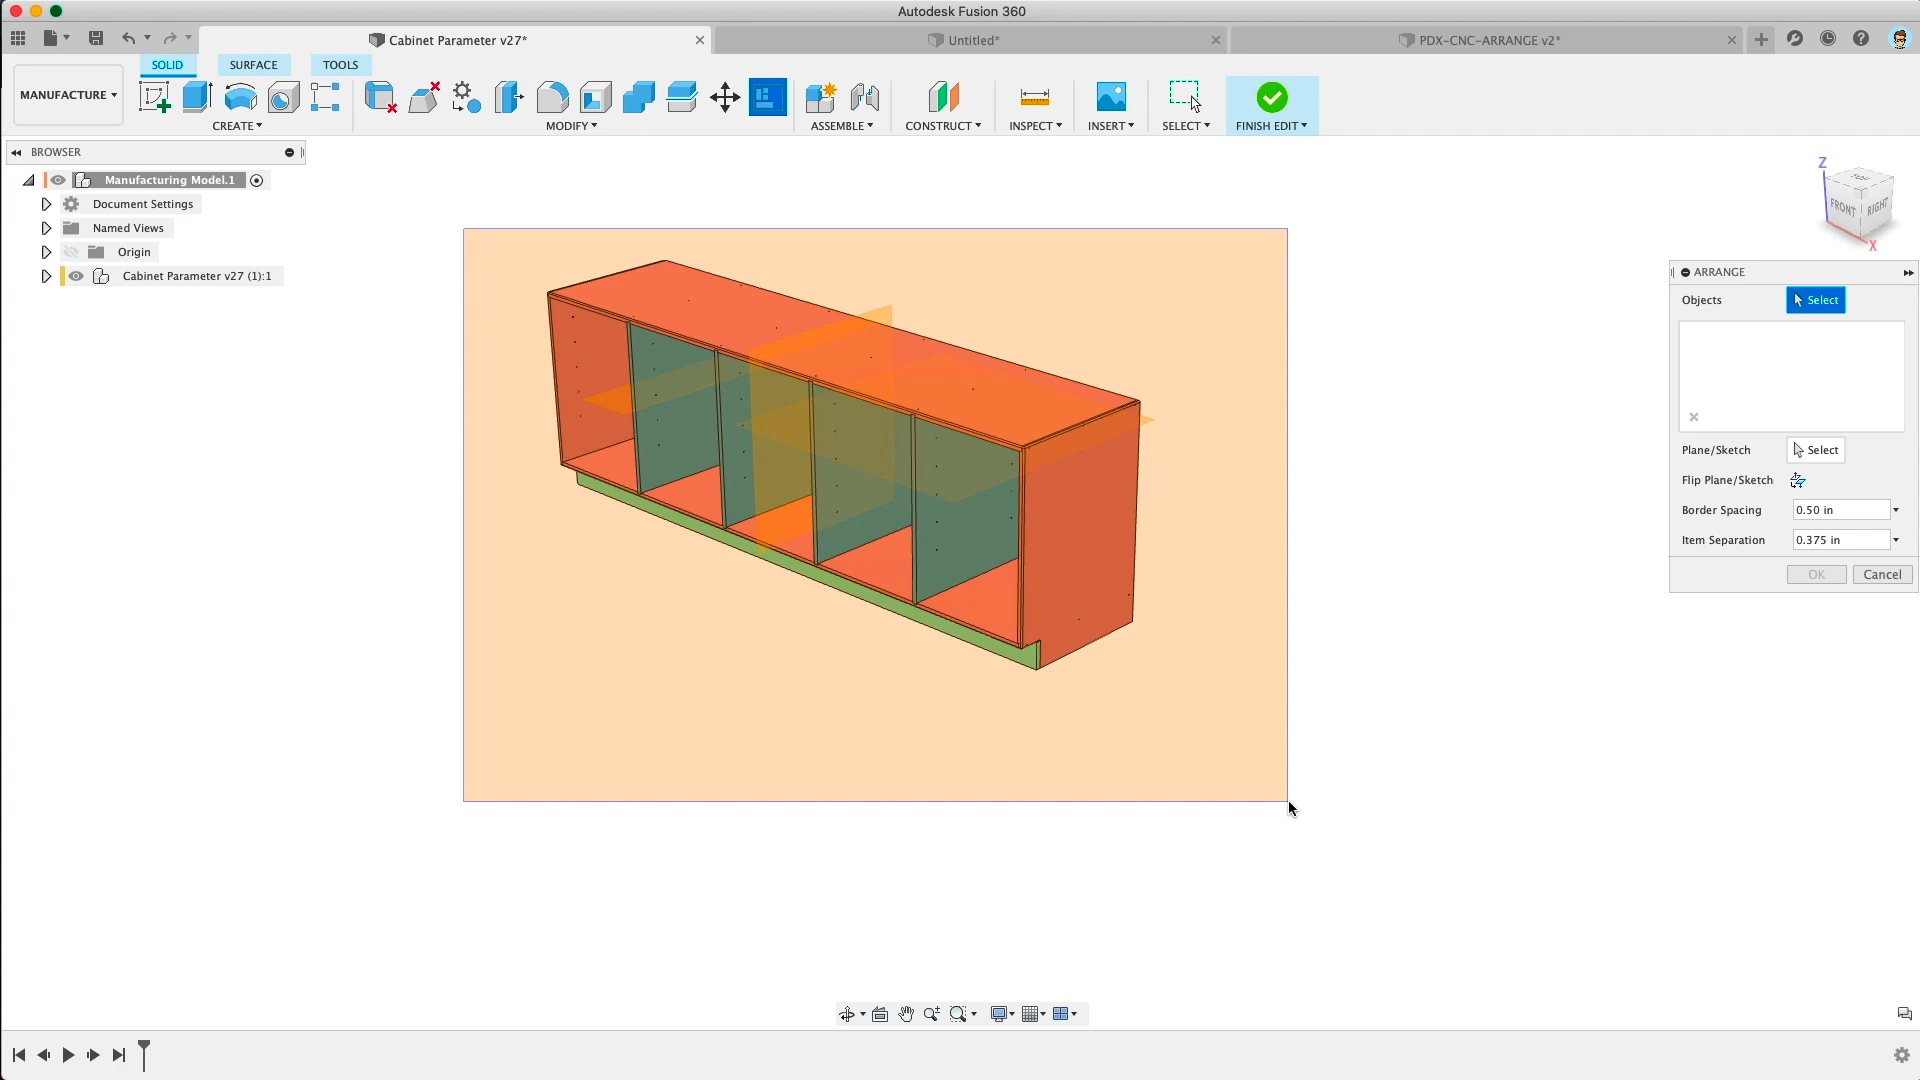 Autodesk Fusion 360
Cabinet Parameter v27*
Untitled*
PDX-CNC-ARRANGE v2*
MANUFACTURE
SOLID
SURFACE
TOOLS
CREATE
MODIFY
ASSEMBLE
CONSTRUCT
INSPECT
INSERT
SELECT
FINISH EDIT
BROWSER
Manufacturing Model.1
Document Settings
Named Views
Origin
Cabinet Parameter v27 (1):1
Z
TOP
FRONT
RIGHT
X
ARRANGE
Objects
Select
Plane/Sketch
Select
Flip Plane/Sketch
Border Spacing
0.50 in
Item Separation
0.375 in
OK
Cancel